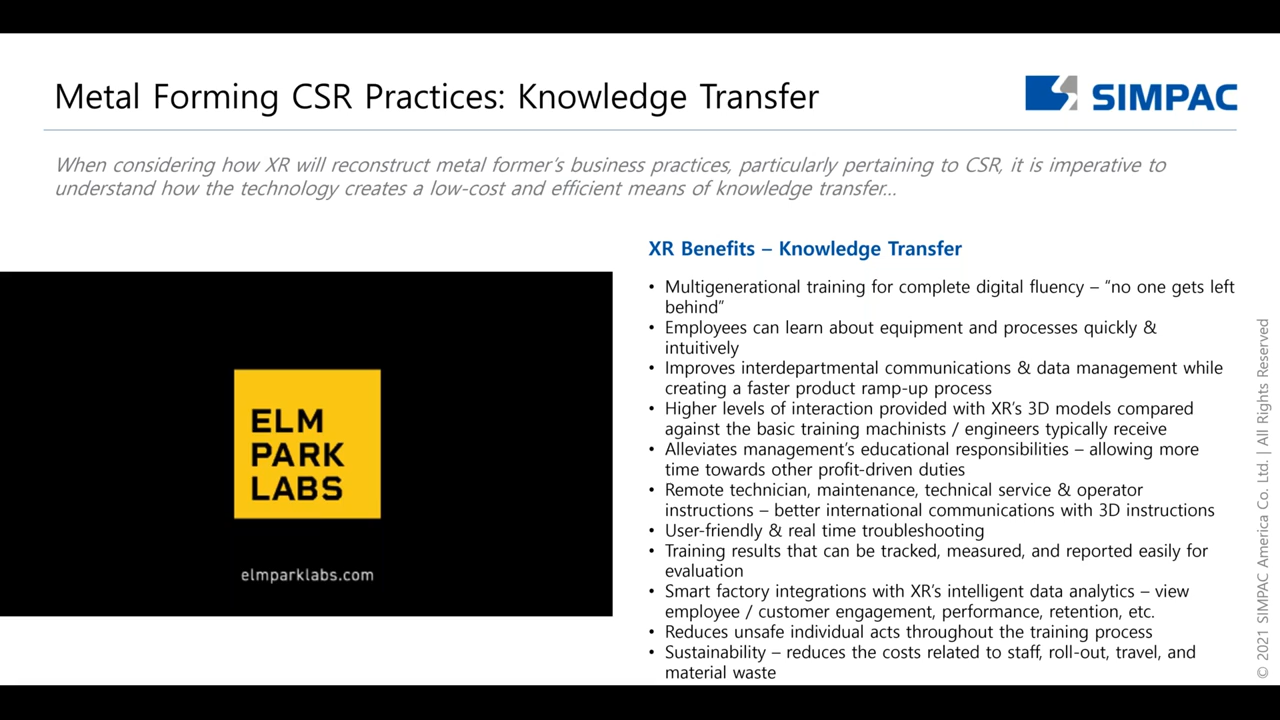 Metal Forming CSR Practices: Knowledge Transfer
SIMPAC
When considering how XR will reconstruct metal former's business practices, particularly pertaining to CSR, it is imperative to
understand how the technology creates a low-cost and efficient means of knowledge transfer...
ELM
PARK
LABS
elmparklabs.com
XR Benefits – Knowledge Transfer
• Multigenerational training for complete digital fluency – "no one gets left
behind"
• Employees can learn about equipment and processes quickly &
intuitively
• Improves interdepartmental communications & data management while
creating a faster product ramp-up process
• Higher levels of interaction provided with XR's 3D models compared
against the basic training machinists / engineers typically receive
• Alleviates management's educational responsibilities – allowing more
time towards other profit-driven duties
• Remote technician, maintenance, technical service & operator
instructions – better international communications with 3D instructions
• User-friendly & real time troubleshooting
• Training results that can be tracked, measured, and reported easily for
evaluation
• Smart factory integrations with XR's intelligent data analytics – view
employee / customer engagement, performance, retention, etc.
• Reduces unsafe individual acts throughout the training process
• Sustainability – reduces the costs related to staff, roll-out, travel, and
material waste
© 2021 SIMPAC America Co. Ltd. | All Rights Reserved